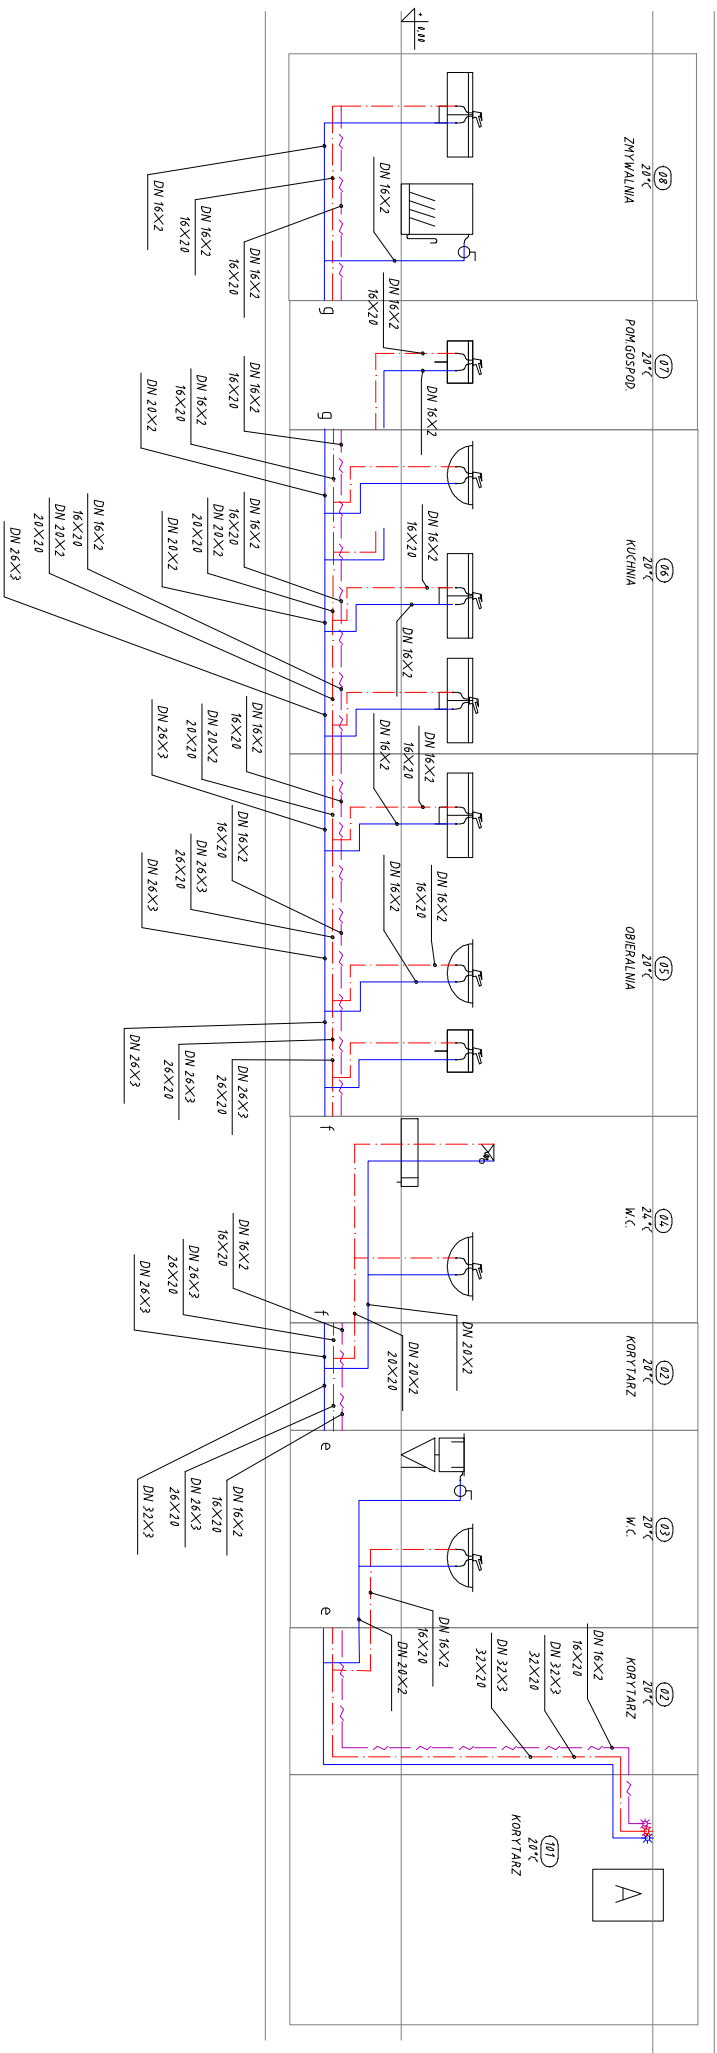 +
0,00
08
20°C
ZMYWALNIA
DN 16X2
DN 16X2
DN 16X2
16X20
DN 16X2
16X20
g
07
20°C
POM.GOSPOD.
DN 16X2
16X20
DN 16X2
g
06
20°C
KUCHNIA
DN 16X2
16X20
DN 16X2
16X20
DN 20X2
DN 16X2
16X20
DN 16X2
DN 16X2
16X20
DN 20X2
20X20
DN 20X2
DN 16X2
16X20
DN 20X2
20X20
DN 26X3
05
20°C
OBIERALNIA
DN 16X2
16X20
DN 16X2
DN 16X2
16X20
DN 20X2
20X20
DN 26X3
DN 16X2
16X20
DN 16X2
DN 16X2
16X20
DN 26X3
26X20
DN 26X3
DN 26X3
26X20
DN 26X3
26X20
DN 26X3
f
04
24°C
W.C.
DN 20X2
DN 20X2
20X20
DN 16X2
16X20
DN 26X3
26X20
DN 26X3
f
02
20°C
KORYTARZ
DN 16X2
16X20
DN 26X3
26X20
DN 32X3
e
03
20°C
W.C.
DN 16X2
16X20
DN 20X2
e
02
20°C
KORYTARZ
DN 16X2
16X20
DN 32X3
32X20
DN 32X3
32X20
101
20°C
KORYTARZ
A